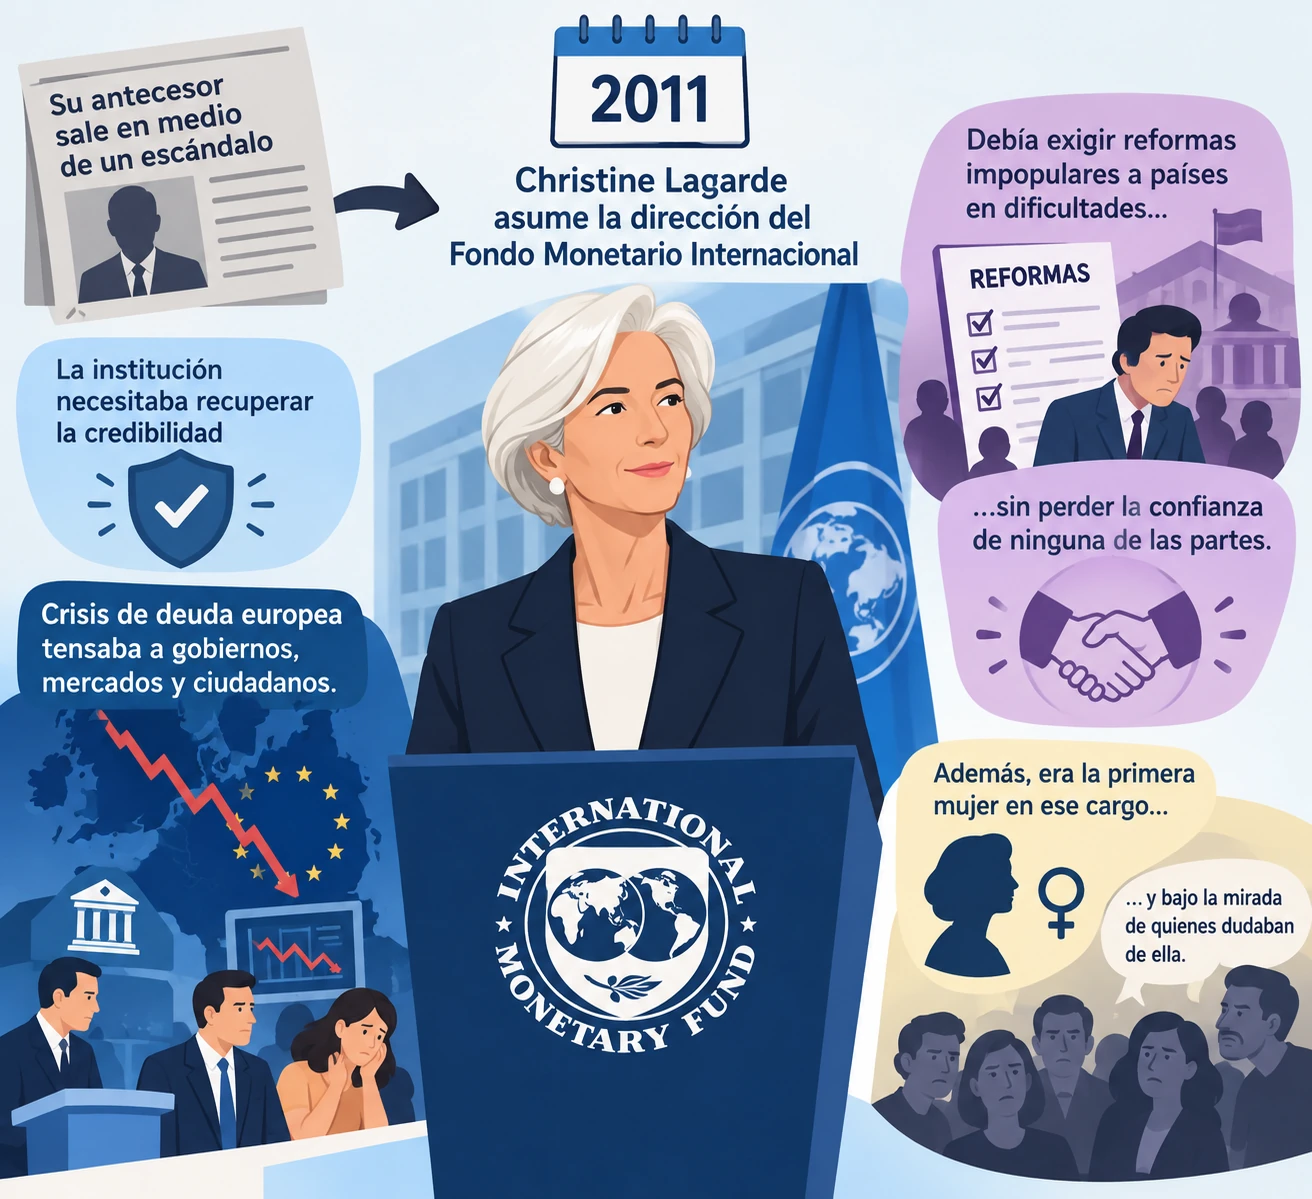 Su antecesor
sale en medio
de un escándalo
2011
Christine Lagarde
asume la dirección del
Fondo Monetario Internacional
La institución
necesitaba recuperar
la credibilidad
Crisis de deuda europea
tensaba a gobiernos,
mercados y ciudadanos.
INTERNATIONAL
MONETARY FUND
Debía exigir reformas
impopulares a países
en dificultades...
REFORMAS
...sin perder la confianza
de ninguna de las partes.
Además, era la primera
mujer en ese cargo...
... y bajo la mirada
de quienes dudaban
de ella.